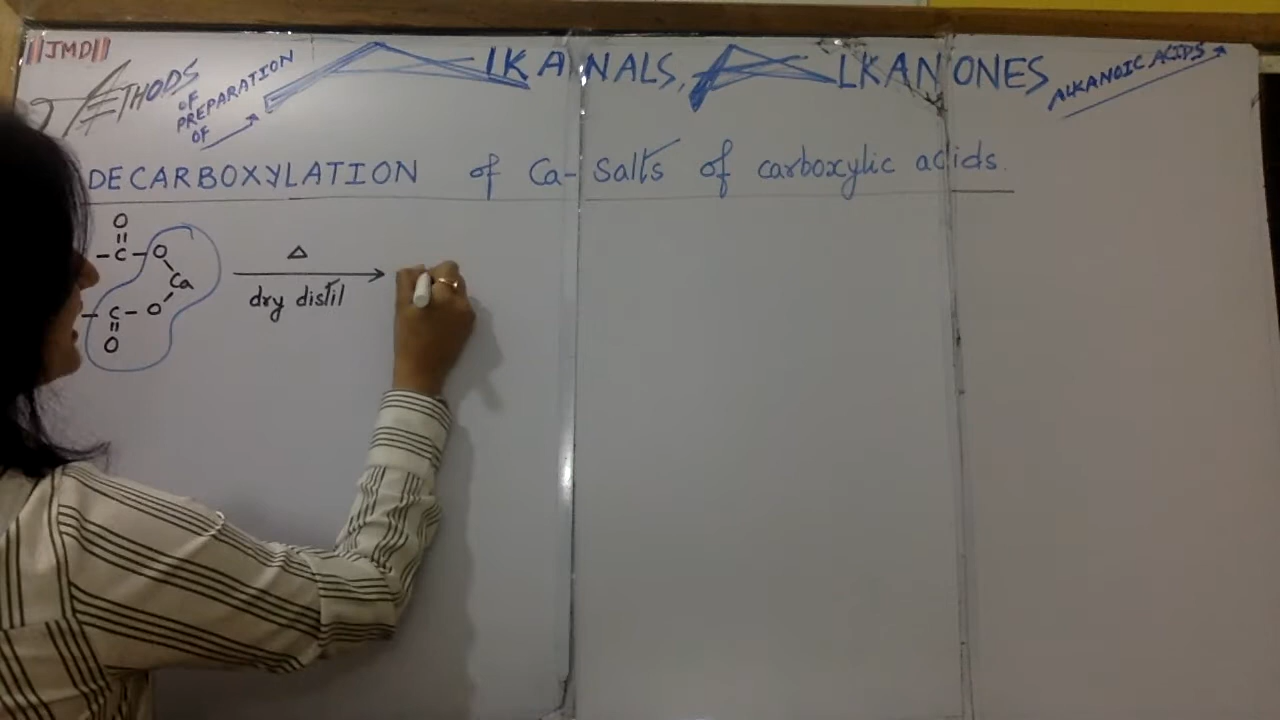 ||JMD||
METHODS
OF
PREPARATION
OF
ALKANALS, ALKANONES
ALKANOIC ACIDS
DECARBOXYLATION of Ca- Salts of carboxylic acids.
O
||
-C-O
Ca
-C-O
||
O
Δ
dry distil